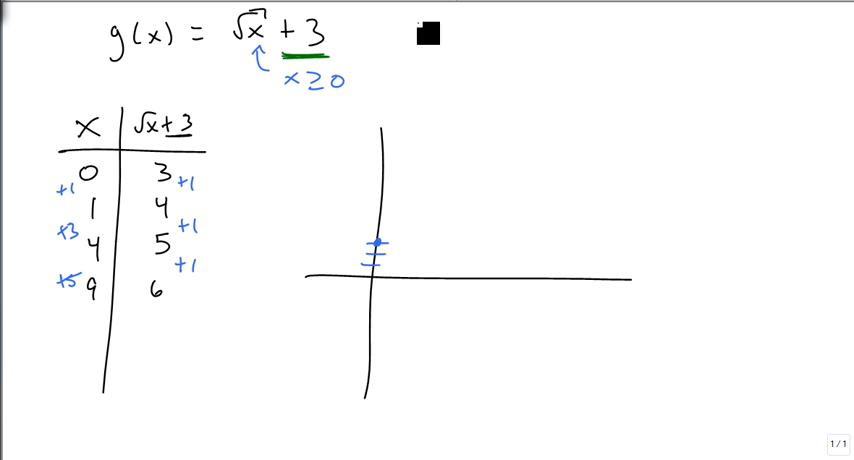 g(x) = √x + 3
x ≥ 0
x √x + 3
0 3
+1 +1
1 4
+3 +1
4 5
+5 +1
9 6
1 / 1